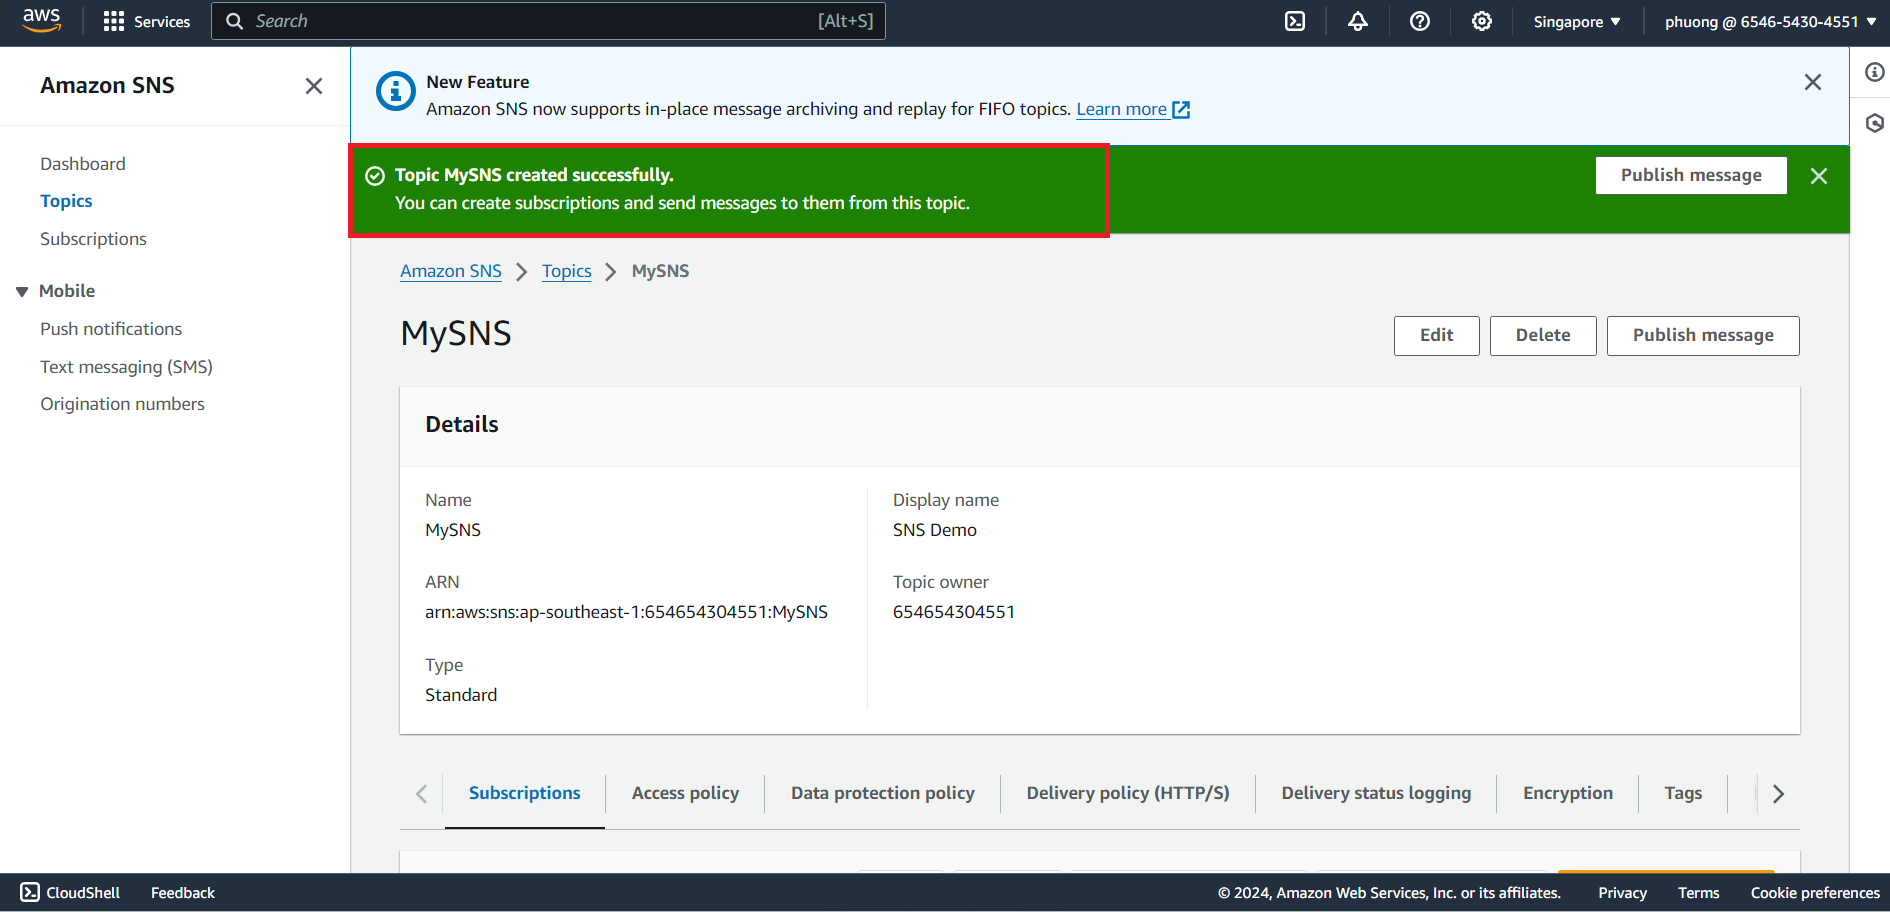 aws
Services
Search [Alt+S]
Singapore
phuong @ 6546-5430-4551
Amazon SNS
Dashboard
Topics
Subscriptions
Mobile
Push notifications
Text messaging (SMS)
Origination numbers
New Feature
Amazon SNS now supports in-place message archiving and replay for FIFO topics. Learn more
Topic MySNS created successfully.
You can create subscriptions and send messages to them from this topic.
Publish message
Amazon SNS Topics MySNS
MySNS
Edit Delete Publish message
Details
Name
MySNS
ARN
arn:aws:sns:ap-southeast-1:654654304551:MySNS
Type
Standard
Display name
SNS Demo
Topic owner
654654304551
Subscriptions Access policy Data protection policy Delivery policy (HTTP/S) Delivery status logging Encryption Tags
CloudShell Feedback © 2024, Amazon Web Services, Inc. or its affiliates. Privacy Terms Cookie preferences